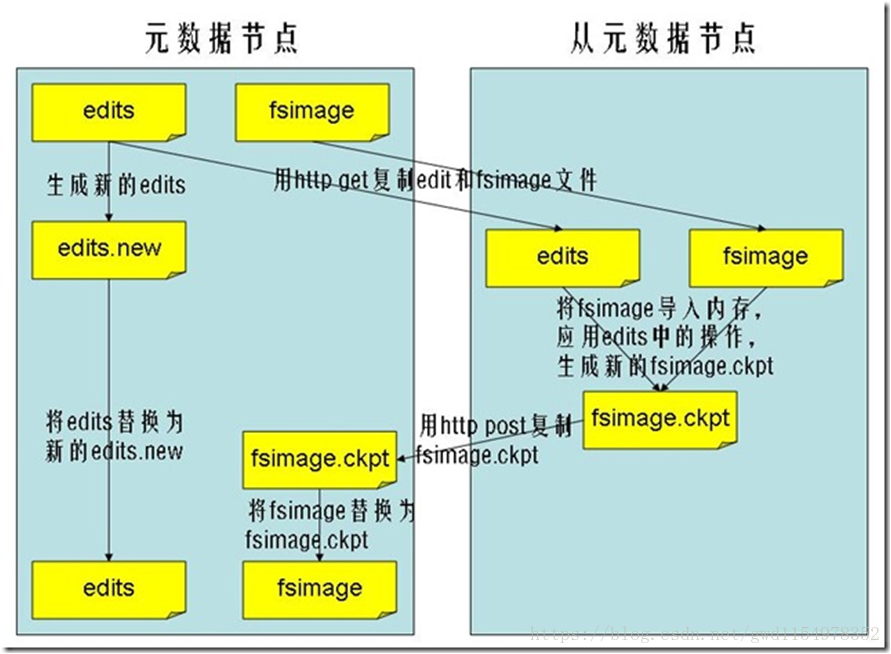 元数据节点
从元数据节点
edits
fsimage
生成新的edits
用http get复制edit和fsimage文件
edits.new
edits
fsimage
将fsimage导入内存，
应用edits中的操作，
生成新的fsimage.ckpt
将edits替换为
新的edits.new
用http post复制
fsimage.ckpt
fsimage.ckpt
fsimage.ckpt
将fsimage替换为
fsimage.ckpt
edits
fsimage